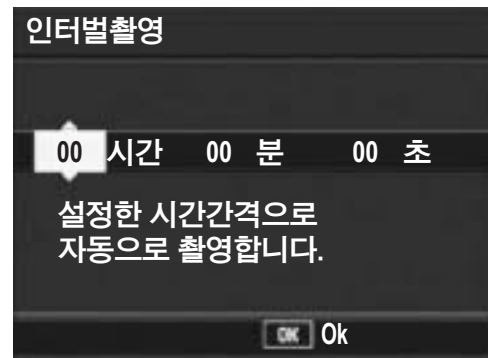 인터벌촬영
00 시간 00 분 00 초
설정한 시간간격으로
자동으로 촬영합니다.
OK Ok